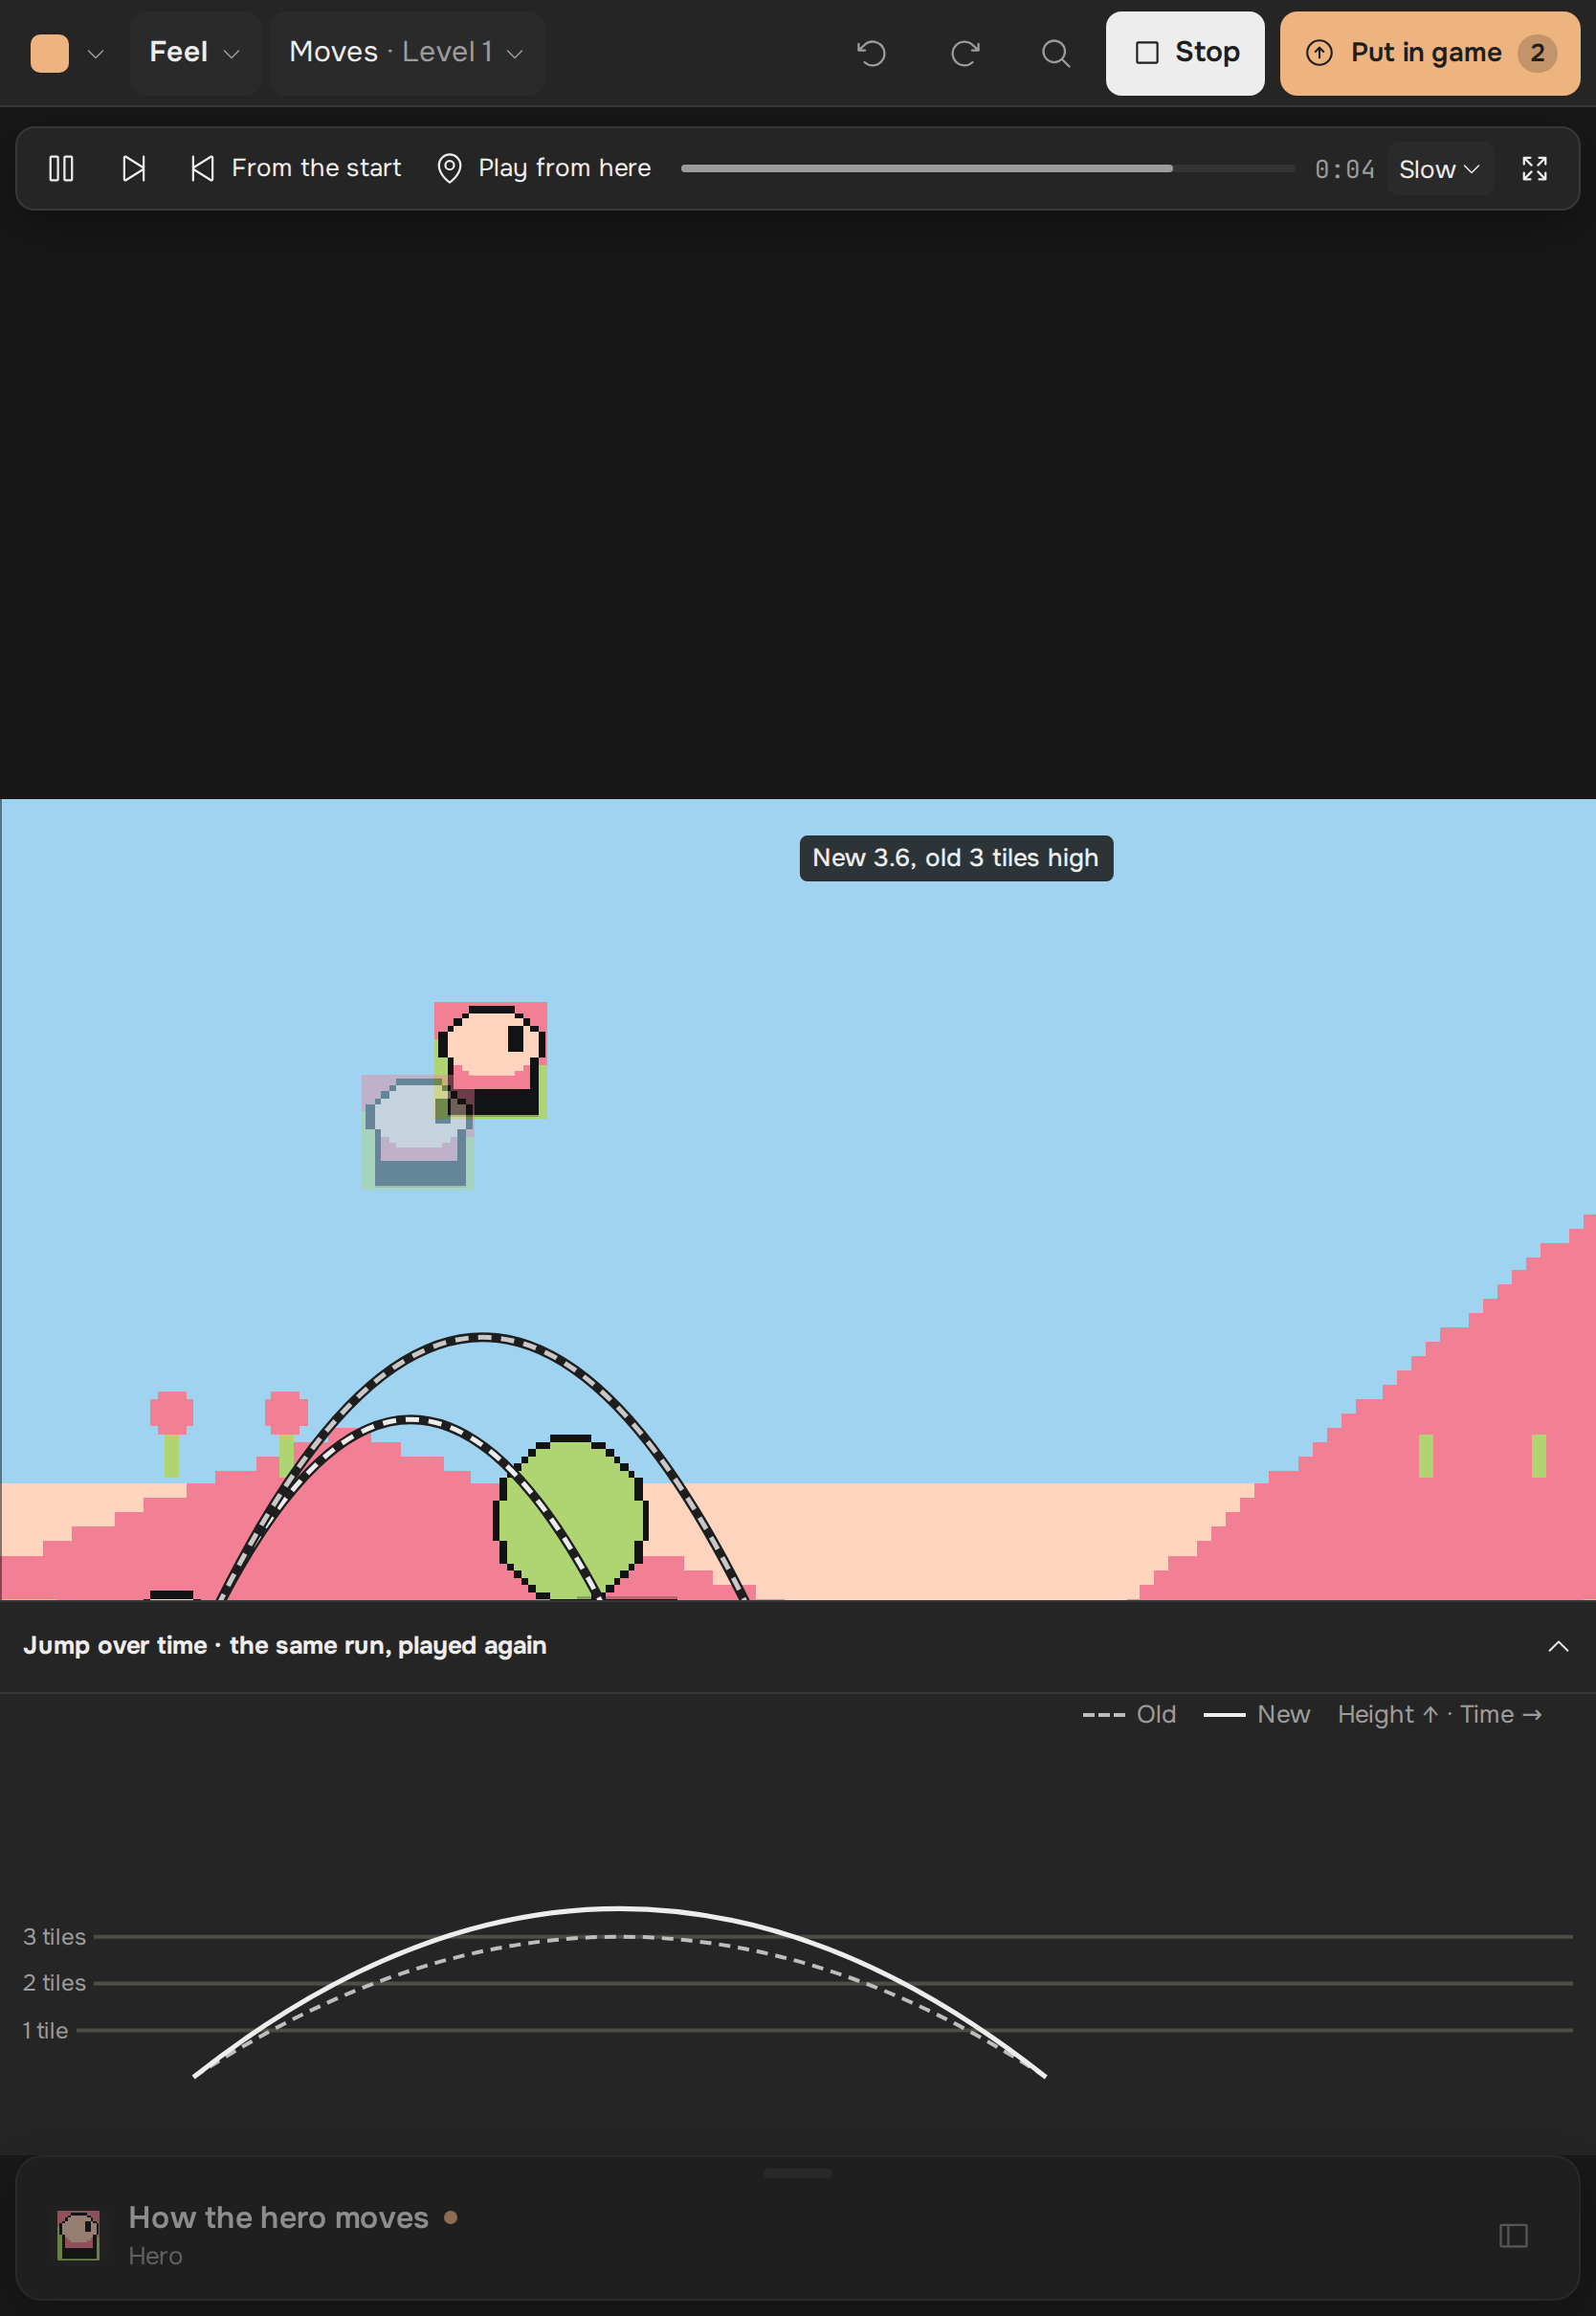 Feel
Moves · Level 1
Stop
Put in game 2
From the start
Play from here
0:04
Slow
New 3.6, old 3 tiles high
Jump over time · the same run, played again
Old
New
Height ↑ · Time →
3 tiles
2 tiles
1 tile
How the hero moves
Hero